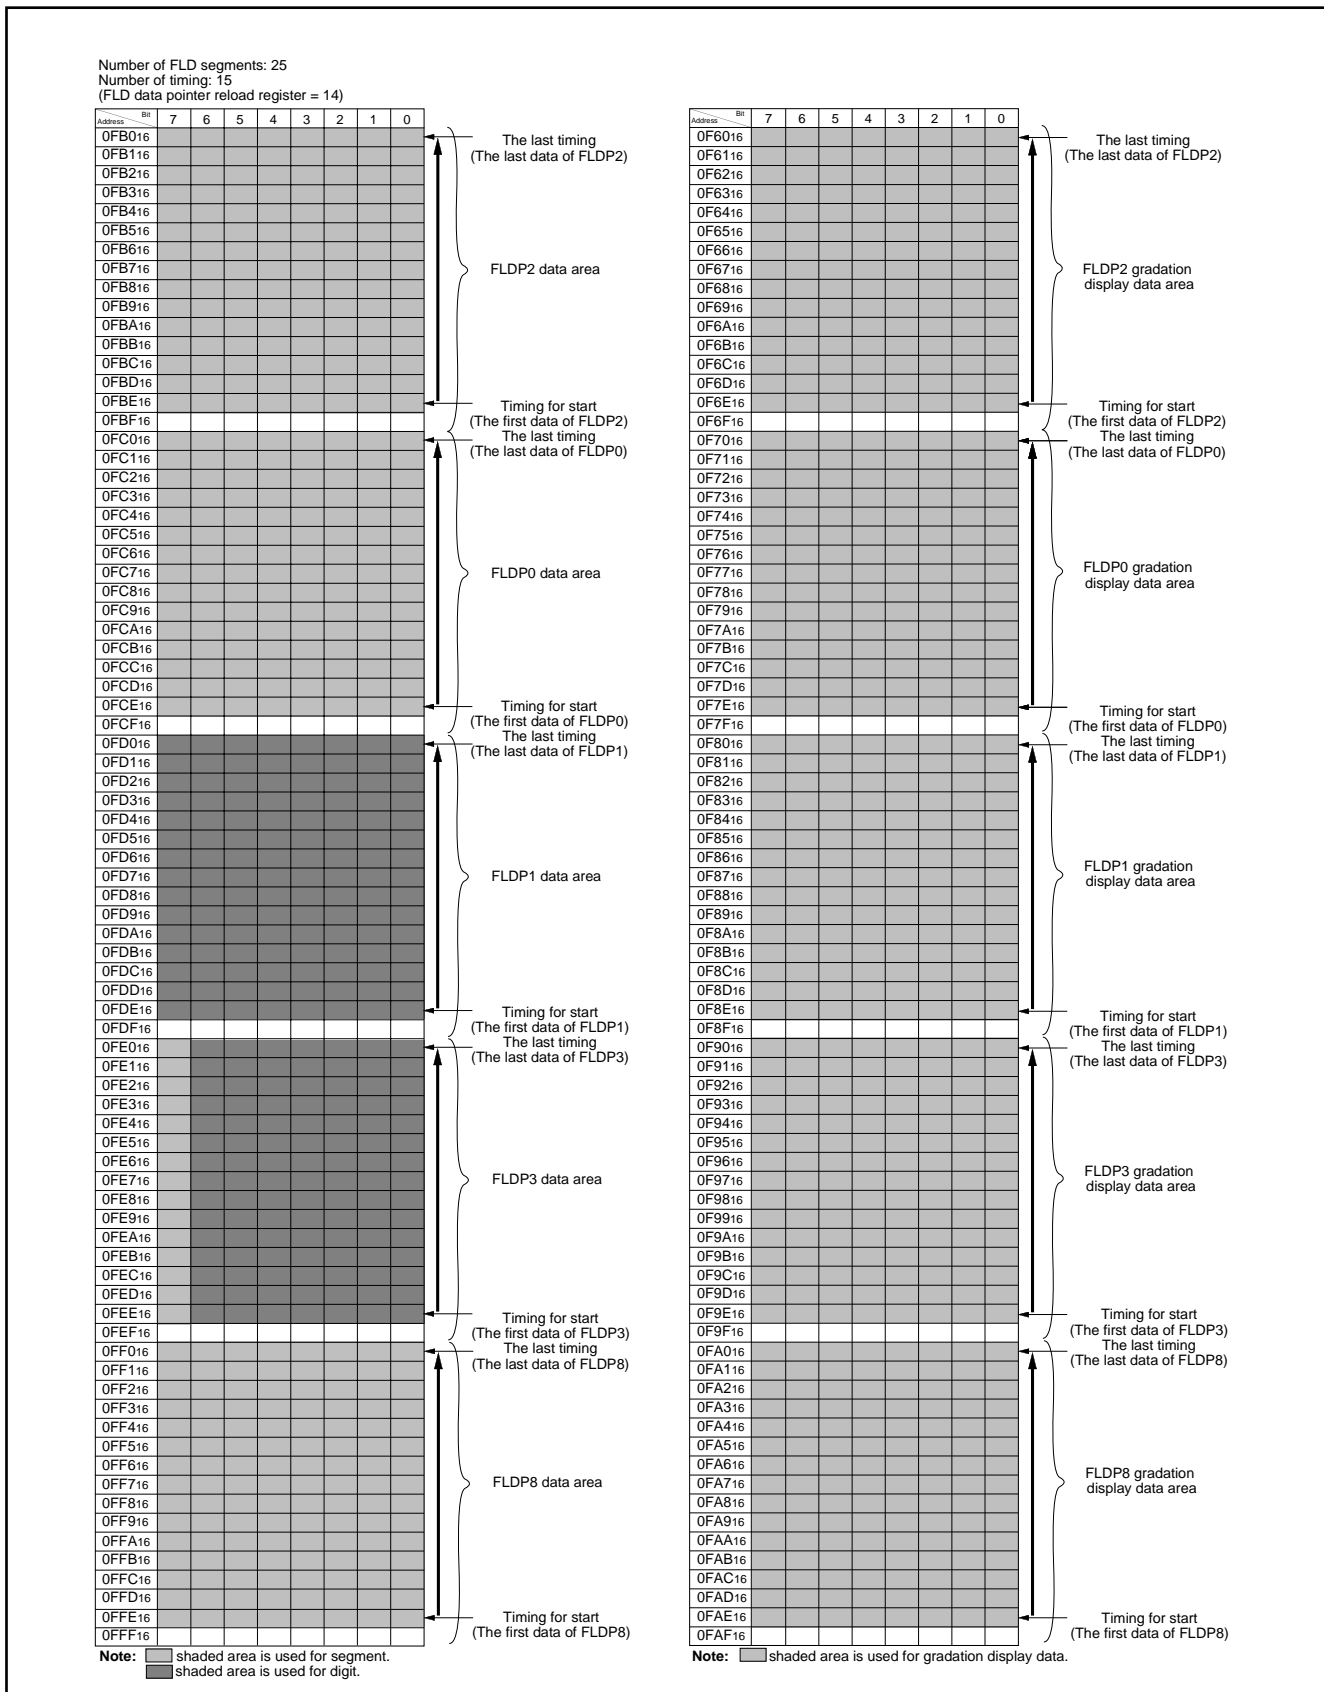 Number of FLD segments: 25
Number of timing: 15
(FLD data pointer reload register = 14)
Bit
Address
7 6 5 4 3 2 1 0
0FB016
0FB116
0FB216
0FB316
0FB416
0FB516
0FB616
0FB716
0FB816
0FB916
0FBA16
0FBB16
0FBC16
0FBD16
0FBE16
0FBF16
0FC016
0FC116
0FC216
0FC316
0FC416
0FC516
0FC616
0FC716
0FC816
0FC916
0FCA16
0FCB16
0FCC16
0FCD16
0FCE16
0FCF16
0FD016
0FD116
0FD216
0FD316
0FD416
0FD516
0FD616
0FD716
0FD816
0FD916
0FDA16
0FDB16
0FDC16
0FDD16
0FDE16
0FDF16
0FE016
0FE116
0FE216
0FE316
0FE416
0FE516
0FE616
0FE716
0FE816
0FE916
0FEA16
0FEB16
0FEC16
0FED16
0FEE16
0FEF16
0FF016
0FF116
0FF216
0FF316
0FF416
0FF516
0FF616
0FF716
0FF816
0FF916
0FFA16
0FFB16
0FFC16
0FFD16
0FFE16
0FFF16
The last timing
(The last data of FLDP2)
FLDP2 data area
Timing for start
(The first data of FLDP2)
The last timing
(The last data of FLDP0)
FLDP0 data area
Timing for start
(The first data of FLDP0)
The last timing
(The last data of FLDP1)
FLDP1 data area
Timing for start
(The first data of FLDP1)
The last timing
(The last data of FLDP3)
FLDP3 data area
Timing for start
(The first data of FLDP3)
The last timing
(The last data of FLDP8)
FLDP8 data area
Timing for start
(The first data of FLDP8)
Note: shaded area is used for segment.
shaded area is used for digit.
Bit
Address
7 6 5 4 3 2 1 0
0F6016
0F6116
0F6216
0F6316
0F6416
0F6516
0F6616
0F6716
0F6816
0F6916
0F6A16
0F6B16
0F6C16
0F6D16
0F6E16
0F6F16
0F7016
0F7116
0F7216
0F7316
0F7416
0F7516
0F7616
0F7716
0F7816
0F7916
0F7A16
0F7B16
0F7C16
0F7D16
0F7E16
0F7F16
0F8016
0F8116
0F8216
0F8316
0F8416
0F8516
0F8616
0F8716
0F8816
0F8916
0F8A16
0F8B16
0F8C16
0F8D16
0F8E16
0F8F16
0F9016
0F9116
0F9216
0F9316
0F9416
0F9516
0F9616
0F9716
0F9816
0F9916
0F9A16
0F9B16
0F9C16
0F9D16
0F9E16
0F9F16
0FA016
0FA116
0FA216
0FA316
0FA416
0FA516
0FA616
0FA716
0FA816
0FA916
0FAA16
0FAB16
0FAC16
0FAD16
0FAE16
0FAF16
The last timing
(The last data of FLDP2)
FLDP2 gradation
display data area
Timing for start
(The first data of FLDP2)
The last timing
(The last data of FLDP0)
FLDP0 gradation
display data area
Timing for start
(The first data of FLDP0)
The last timing
(The last data of FLDP1)
FLDP1 gradation
display data area
Timing for start
(The first data of FLDP1)
The last timing
(The last data of FLDP3)
FLDP3 gradation
display data area
Timing for start
(The first data of FLDP3)
The last timing
(The last data of FLDP8)
FLDP8 gradation
display data area
Timing for start
(The first data of FLDP8)
Note: shaded area is used for gradation display data.